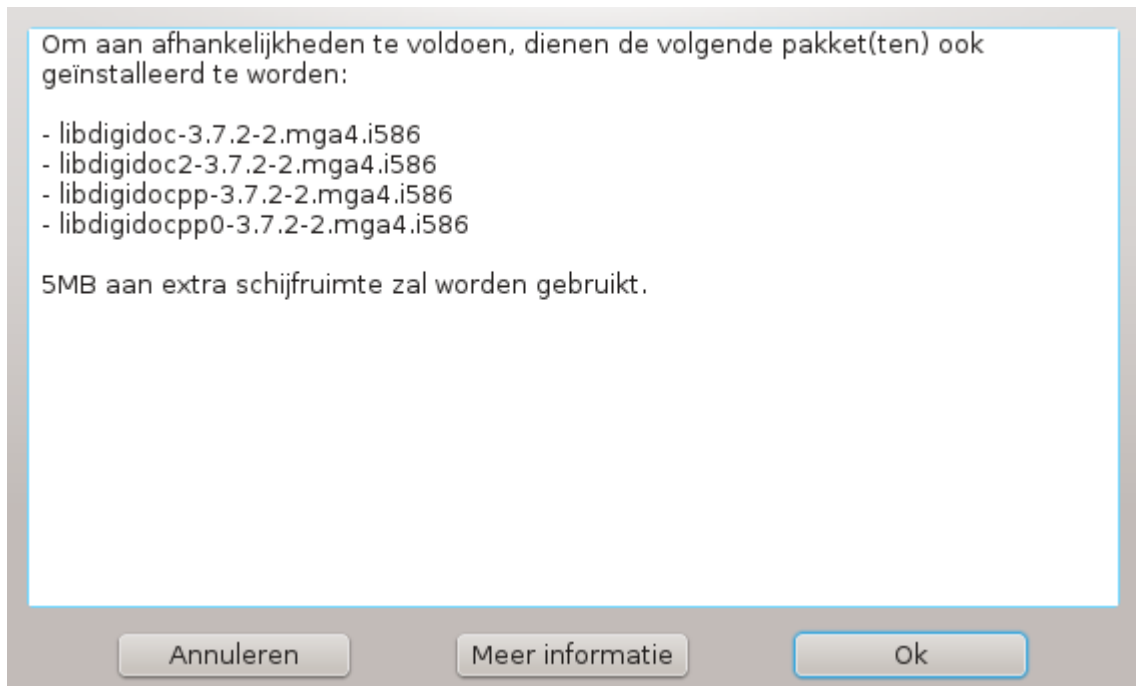 Om aan afhankelijkheden te voldoen, dienen de volgende pakket(ten) ook
geïnstalleerd te worden:
- libdigidoc-3.7.2-2.mga4.i586
- libdigidoc2-3.7.2-2.mga4.i586
- libdigidocpp-3.7.2-2.mga4.i586
- libdigidocpp0-3.7.2-2.mga4.i586
5MB aan extra schijfruimte zal worden gebruikt.
Annuleren
Meer informatie
Ok